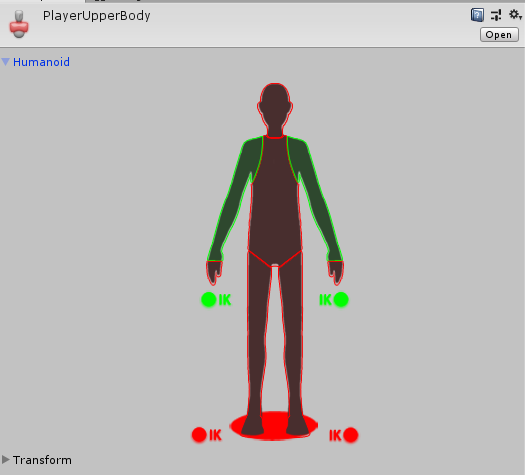 PlayerUpperBody
Open
Humanoid
IK IK
IK IK
Transform